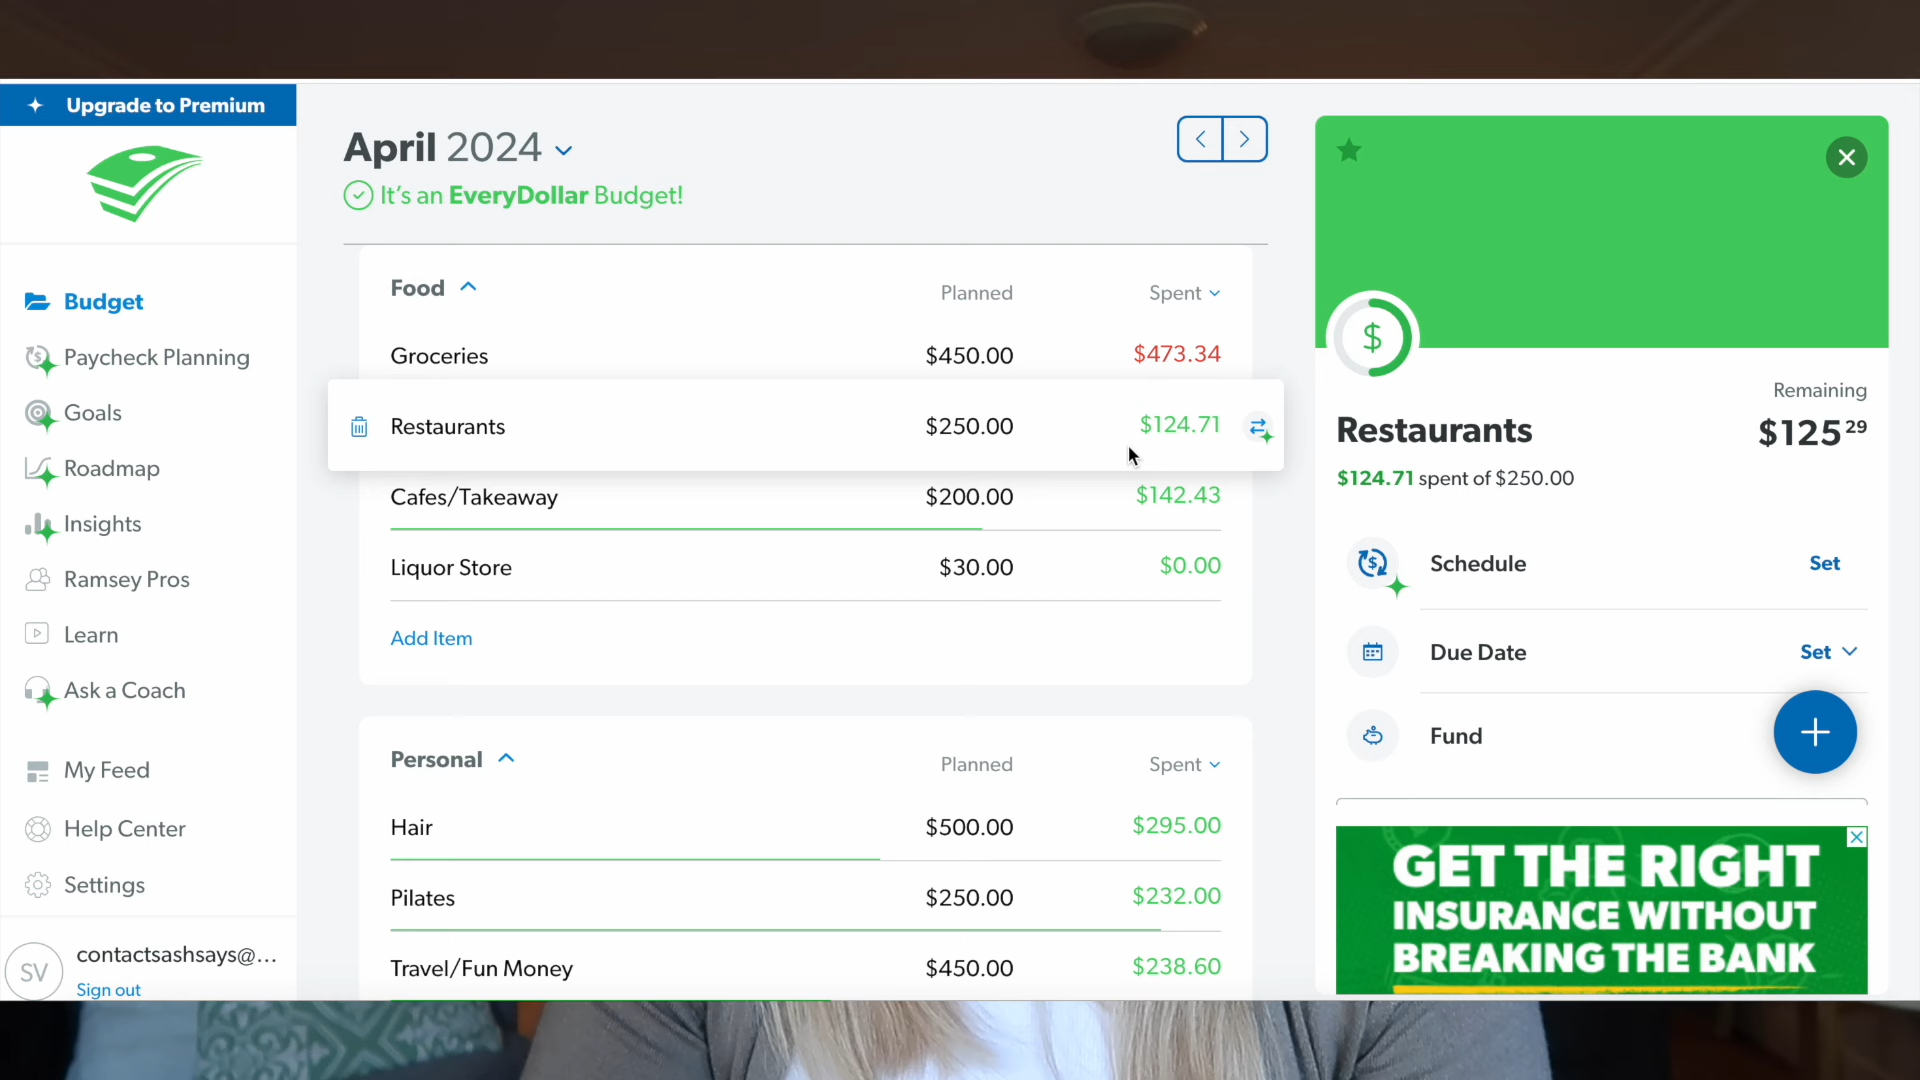 Upgrade to Premium
Budget
Paycheck Planning
Goals
Roadmap
Insights
Ramsey Pros
Learn
Ask a Coach
My Feed
Help Center
Settings
SV
contactsashsays@...
Sign out
April 2024
It's an EveryDollar Budget!
Food Planned Spent
Groceries $450.00 $473.34
Restaurants $250.00 $124.71
Cafes/Takeaway $200.00 $142.43
Liquor Store $30.00 $0.00
Add Item
Personal Planned Spent
Hair $500.00 $295.00
Pilates $250.00 $232.00
Travel/Fun Money $450.00 $238.60
$
Remaining
Restaurants $125 29
$124.71 spent of $250.00
Schedule Set
Due Date Set
Fund
GET THE RIGHT
INSURANCE WITHOUT
BREAKING THE BANK